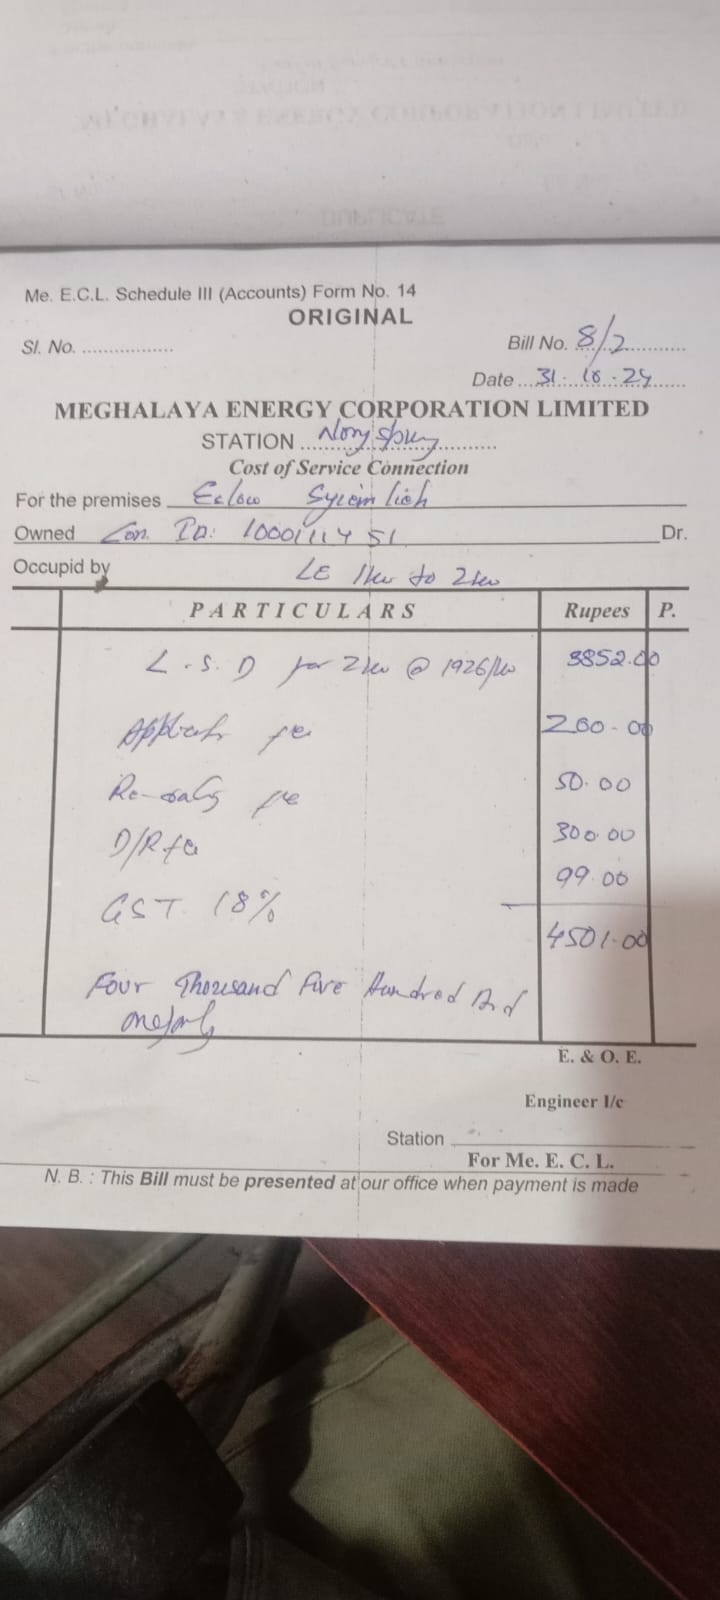 Me. E.C.L. Schedule III (Accounts) Form No. 14
ORIGINAL
Sl. No. ................
Bill No. 8/2
Date ... 31.10.24
MEGHALAYA ENERGY CORPORATION LIMITED
STATION
Cost of Service Connection
For the premises
Owned Con. ID: 10001111451 Dr.
Occupid by LE 1kw to 2kw
PARTICULARS Rupees P.
L.S.D for 2kw @ 1926/kw 3852.00
fee 200.00
fee 50.00
D/R fee 300.00
GST. 18% 99.00
4501.00
Four Thousand Five Hundred And
one only
E. & O. E.
Engineer I/c
Station
For Me. E. C. L.
N. B. : This Bill must be presented at our office when payment is made